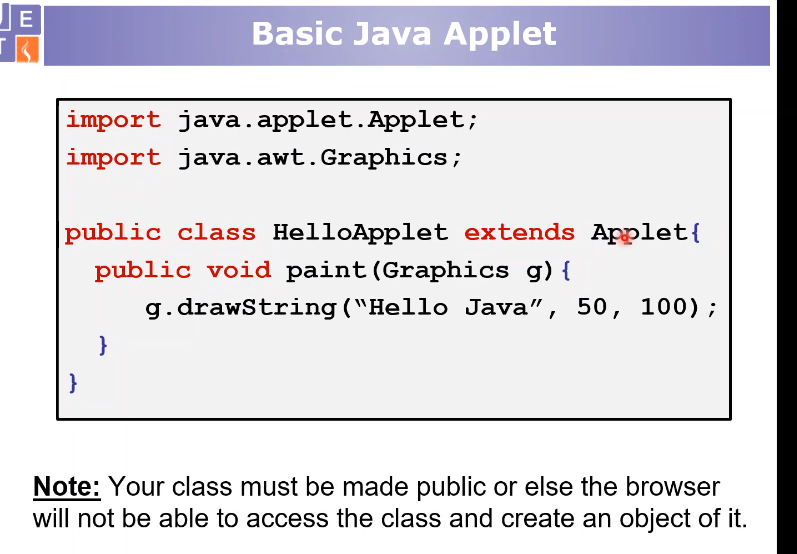 U E
T
Basic Java Applet
import java.applet.Applet;
import java.awt.Graphics;
public class HelloApplet extends Applet{
public void paint(Graphics g){
g.drawString(“Hello Java”, 50, 100);
}
}
Note: Your class must be made public or else the browser
will not be able to access the class and create an object of it.